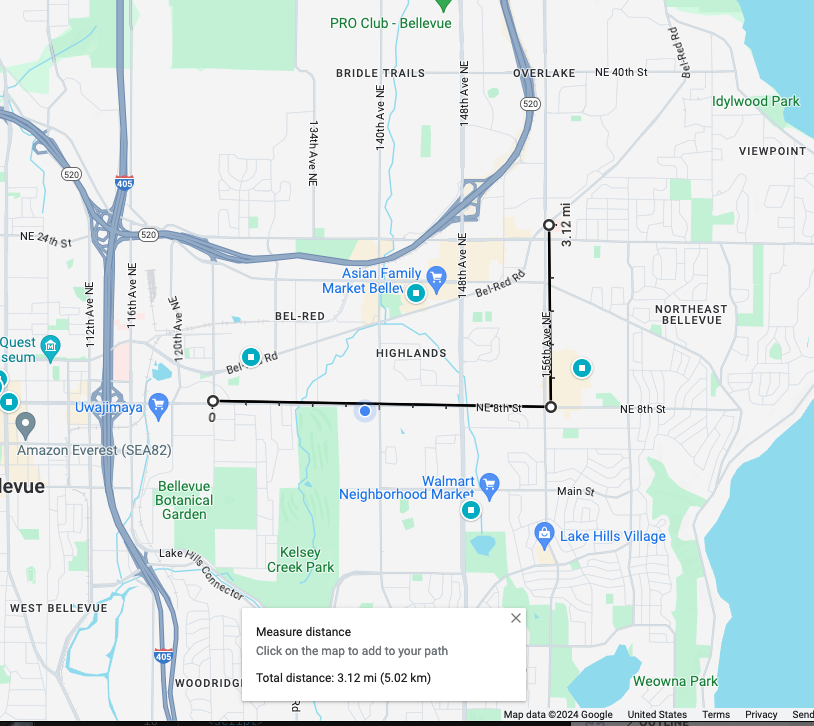 PRO Club - Bellevue
BRIDLE TRAILS
OVERLAKE
NE 40th St
Bel-Red Rd
148th Ave NE
140th Ave NE
134th Ave NE
520
Idylwood Park
VIEWPOINT
520
405
NE 24th St
520
3.12 mi
112th Ave NE
116th Ave NE
120th Ave NE
148th Ave NE
Asian Family
Market Bellev
Bel-Red Rd
BEL-RED
NORTHEAST
BELLEVUE
156th Ave NE
Quest
seum
Bel-Red Rd
HIGHLANDS
Uwajimaya
0
NE 8th St
NE 8th St
Amazon Everest (SEA82)
levue
Bellevue
Botanical
Garden
Walmart
Neighborhood Market
Main St
Lake Hills Village
Lake Hills Connector
Kelsey
Creek Park
WEST BELLEVUE
405
WOODRIDG
Rd
Measure distance
Click on the map to add to your path
Total distance: 3.12 mi (5.02 km)
Weowna Park
Map data ©2024 Google
United States
Terms
Privacy
Send